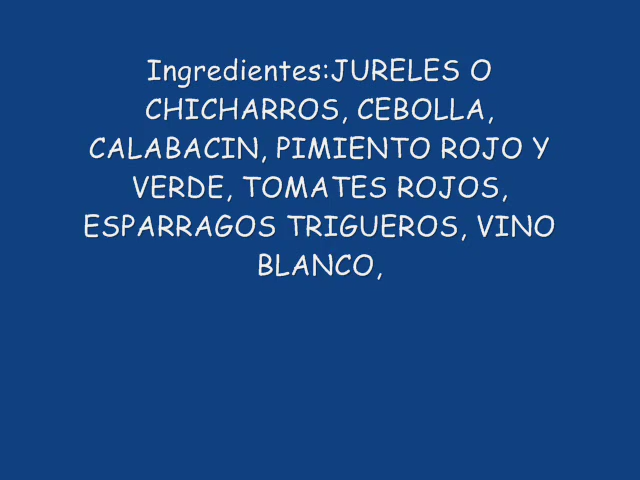 Ingredientes:JURELES O
CHICHARROS, CEBOLLA,
CALABACIN, PIMIENTO ROJO Y
VERDE, TOMATES ROJOS,
ESPARRAGOS TRIGUEROS, VINO
BLANCO,